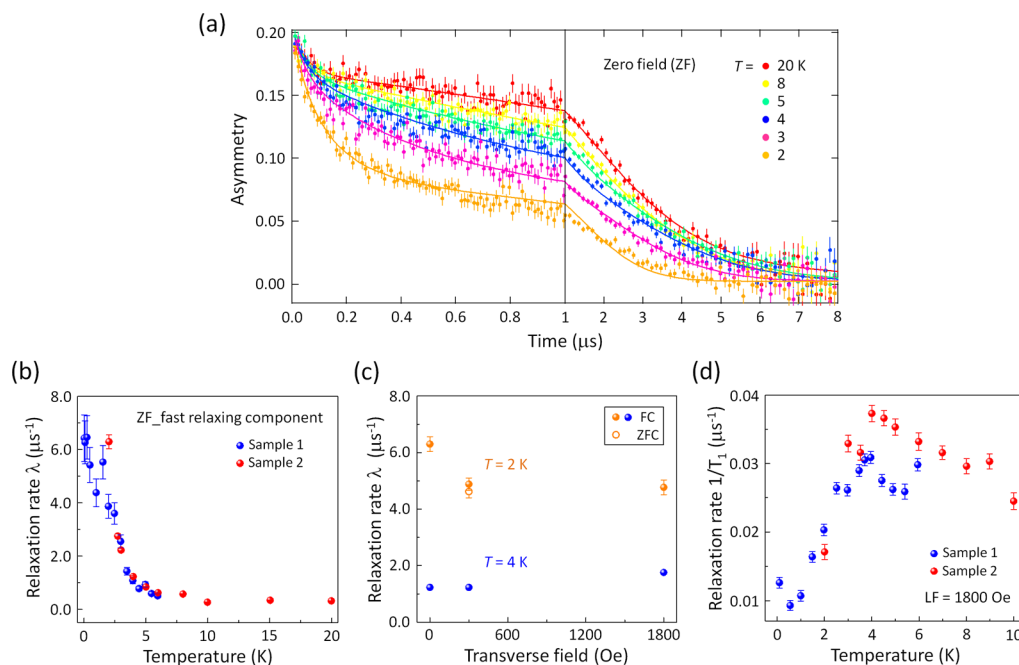 (a)
0.20
0.15
0.10
0.05
0.00
Asymmetry
Zero field (ZF)
T = 20 K
8
5
4
3
2
0.0 0.2 0.4 0.6 0.8 1 2 3 4 5 6 7 8
Time (μs)
(b)
8.0
6.0
4.0
2.0
0.0
Relaxation rate λ (μs⁻¹)
ZF_fast relaxing component
Sample 1
Sample 2
0 5 10 15 20
Temperature (K)
(c)
8.0
6.0
4.0
2.0
0.0
Relaxation rate λ (μs⁻¹)
FC
ZFC
T = 2 K
T = 4 K
0 600 1200 1800
Transverse field (Oe)
(d)
0.04
0.03
0.02
0.01
Relaxation rate 1/T₁ (μs⁻¹)
Sample 1
Sample 2
LF = 1800 Oe
0 2 4 6 8 10
Temperature (K)